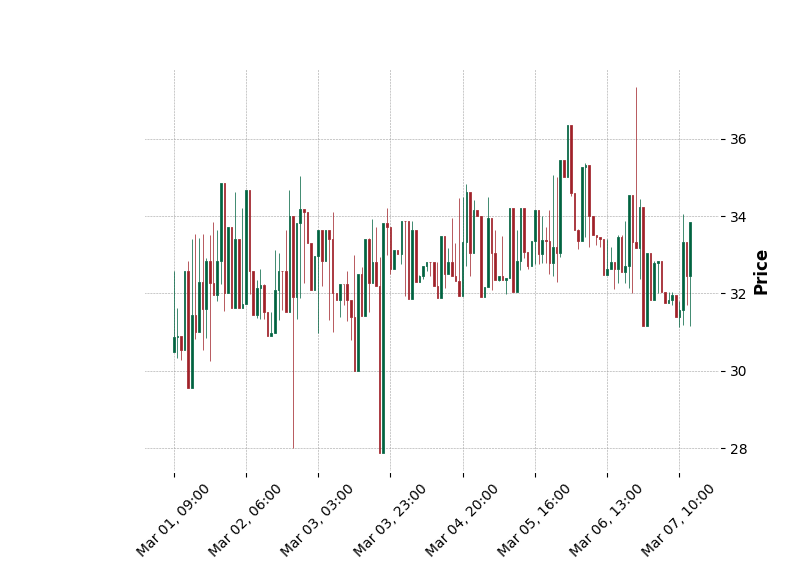 36
34
32
30
28
Price
Mar 01, 09:00
Mar 02, 06:00
Mar 03, 03:00
Mar 03, 23:00
Mar 04, 20:00
Mar 05, 16:00
Mar 06, 13:00
Mar 07, 10:00